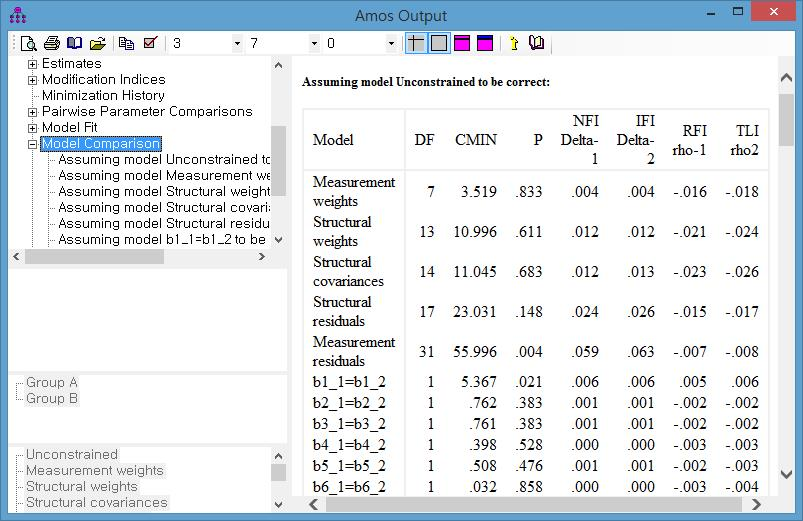 Amos Output
3 7 0
Estimates
Modification Indices
Minimization History
Pairwise Parameter Comparisons
Model Fit
Model Comparison
Assuming model Unconstrained to
Assuming model Measurement we
Assuming model Structural weight
Assuming model Structural covari
Assuming model Structural residu
Assuming model b1_1=b1_2 to be
Group A
Group B
Unconstrained
Measurement weights
Structural weights
Structural covariances
Assuming model Unconstrained to be correct:
Model DF CMIN P NFI Delta-1 IFI Delta-2 RFI rho-1 TLI rho2
Measurement weights 7 3.519 .833 .004 .004 -.016 -.018
Structural weights 13 10.996 .611 .012 .012 -.021 -.024
Structural covariances 14 11.045 .683 .012 .013 -.023 -.026
Structural residuals 17 23.031 .148 .024 .026 -.015 -.017
Measurement residuals 31 55.996 .004 .059 .063 -.007 -.008
b1_1=b1_2 1 5.367 .021 .006 .006 .005 .006
b2_1=b2_2 1 .762 .383 .001 .001 -.002 -.002
b3_1=b3_2 1 .761 .383 .001 .001 -.002 -.002
b4_1=b4_2 1 .398 .528 .000 .000 -.003 -.003
b5_1=b5_2 1 .508 .476 .001 .001 -.002 -.003
b6_1=b6_2 1 .032 .858 .000 .000 -.003 -.004